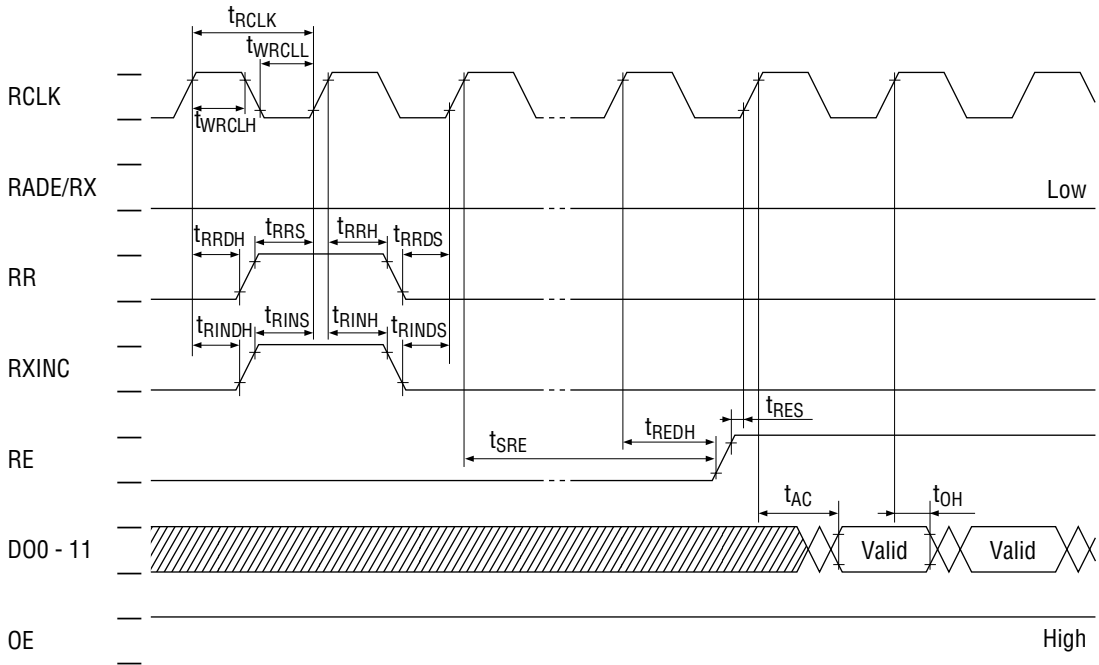 tRCLK
tWRCLL
RCLK
tWRCLH
RADE/RX
Low
tRRDH tRRS tRRH tRRDS
RR
tRINDH tRINS tRINH tRINDS
RXINC
tRES
tREDH
tSRE
RE
tAC tOH
DO0 - 11 Valid Valid
OE High